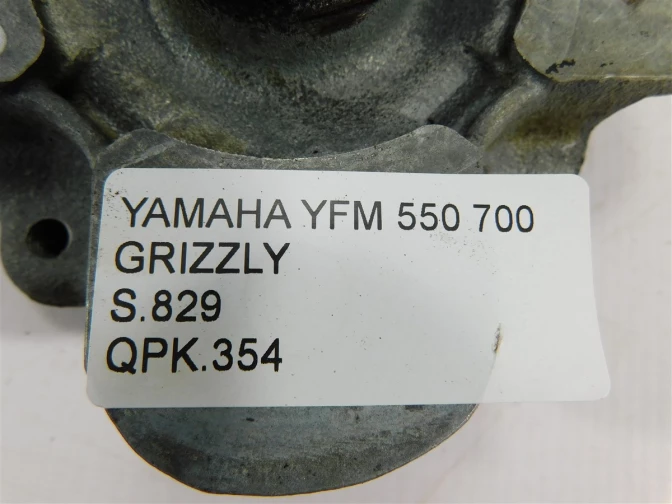 YAMAHA YFM 550 700
GRIZZLY
S.829
QPK.354